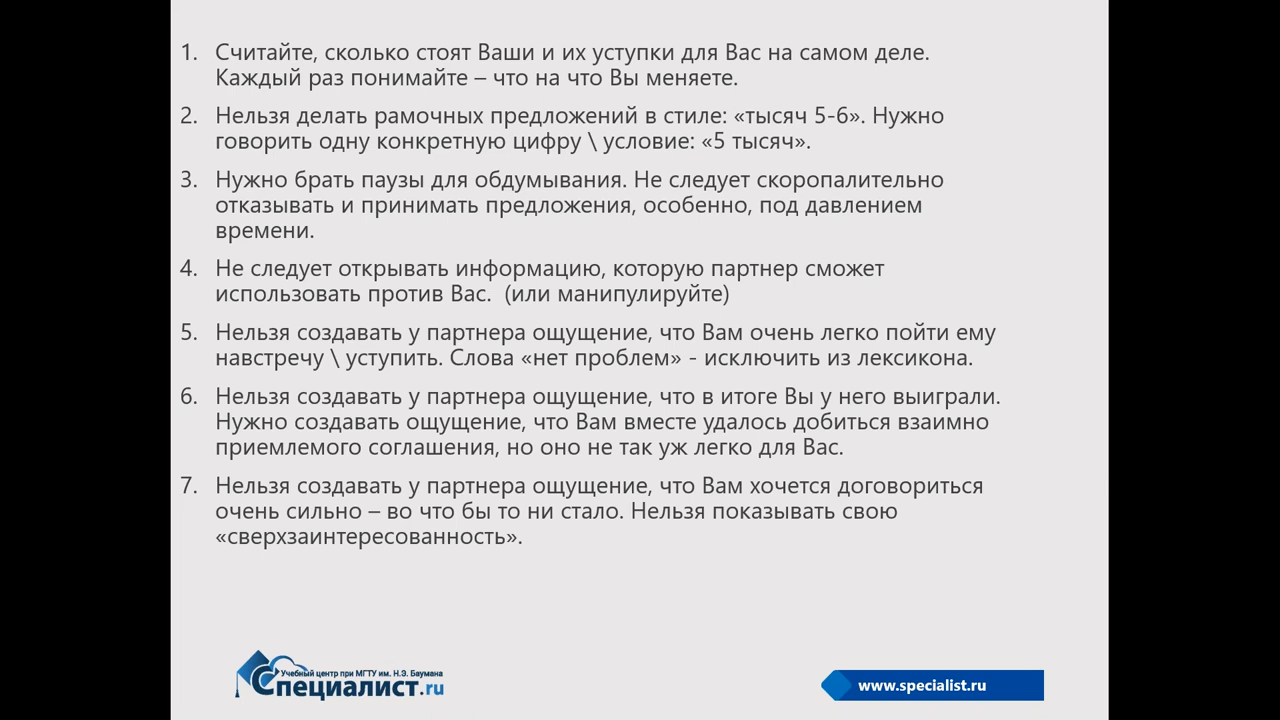 1. Считайте, сколько стоят Ваши и их уступки для Вас на самом деле.
Каждый раз понимайте – что на что Вы меняете.
2. Нельзя делать рамочных предложений в стиле: «тысяч 5-6». Нужно
говорить одну конкретную цифру \ условие: «5 тысяч».
3. Нужно брать паузы для обдумывания. Не следует скоропалительно
отказывать и принимать предложения, особенно, под давлением
времени.
4. Не следует открывать информацию, которую партнер сможет
использовать против Вас.  (или манипулируйте)
5. Нельзя создавать у партнера ощущение, что Вам очень легко пойти ему
навстречу \ уступить. Слова «нет проблем» - исключить из лексикона.
6. Нельзя создавать у партнера ощущение, что в итоге Вы у него выиграли.
Нужно создавать ощущение, что Вам вместе удалось добиться взаимно
приемлемого соглашения, но оно не так уж легко для Вас.
7. Нельзя создавать у партнера ощущение, что Вам хочется договориться
очень сильно – во что бы то ни стало. Нельзя показывать свою
«сверхзаинтересованность».
Учебный центр при МГТУ им. Н.Э. Баумана
Специалист.ru
www.specialist.ru